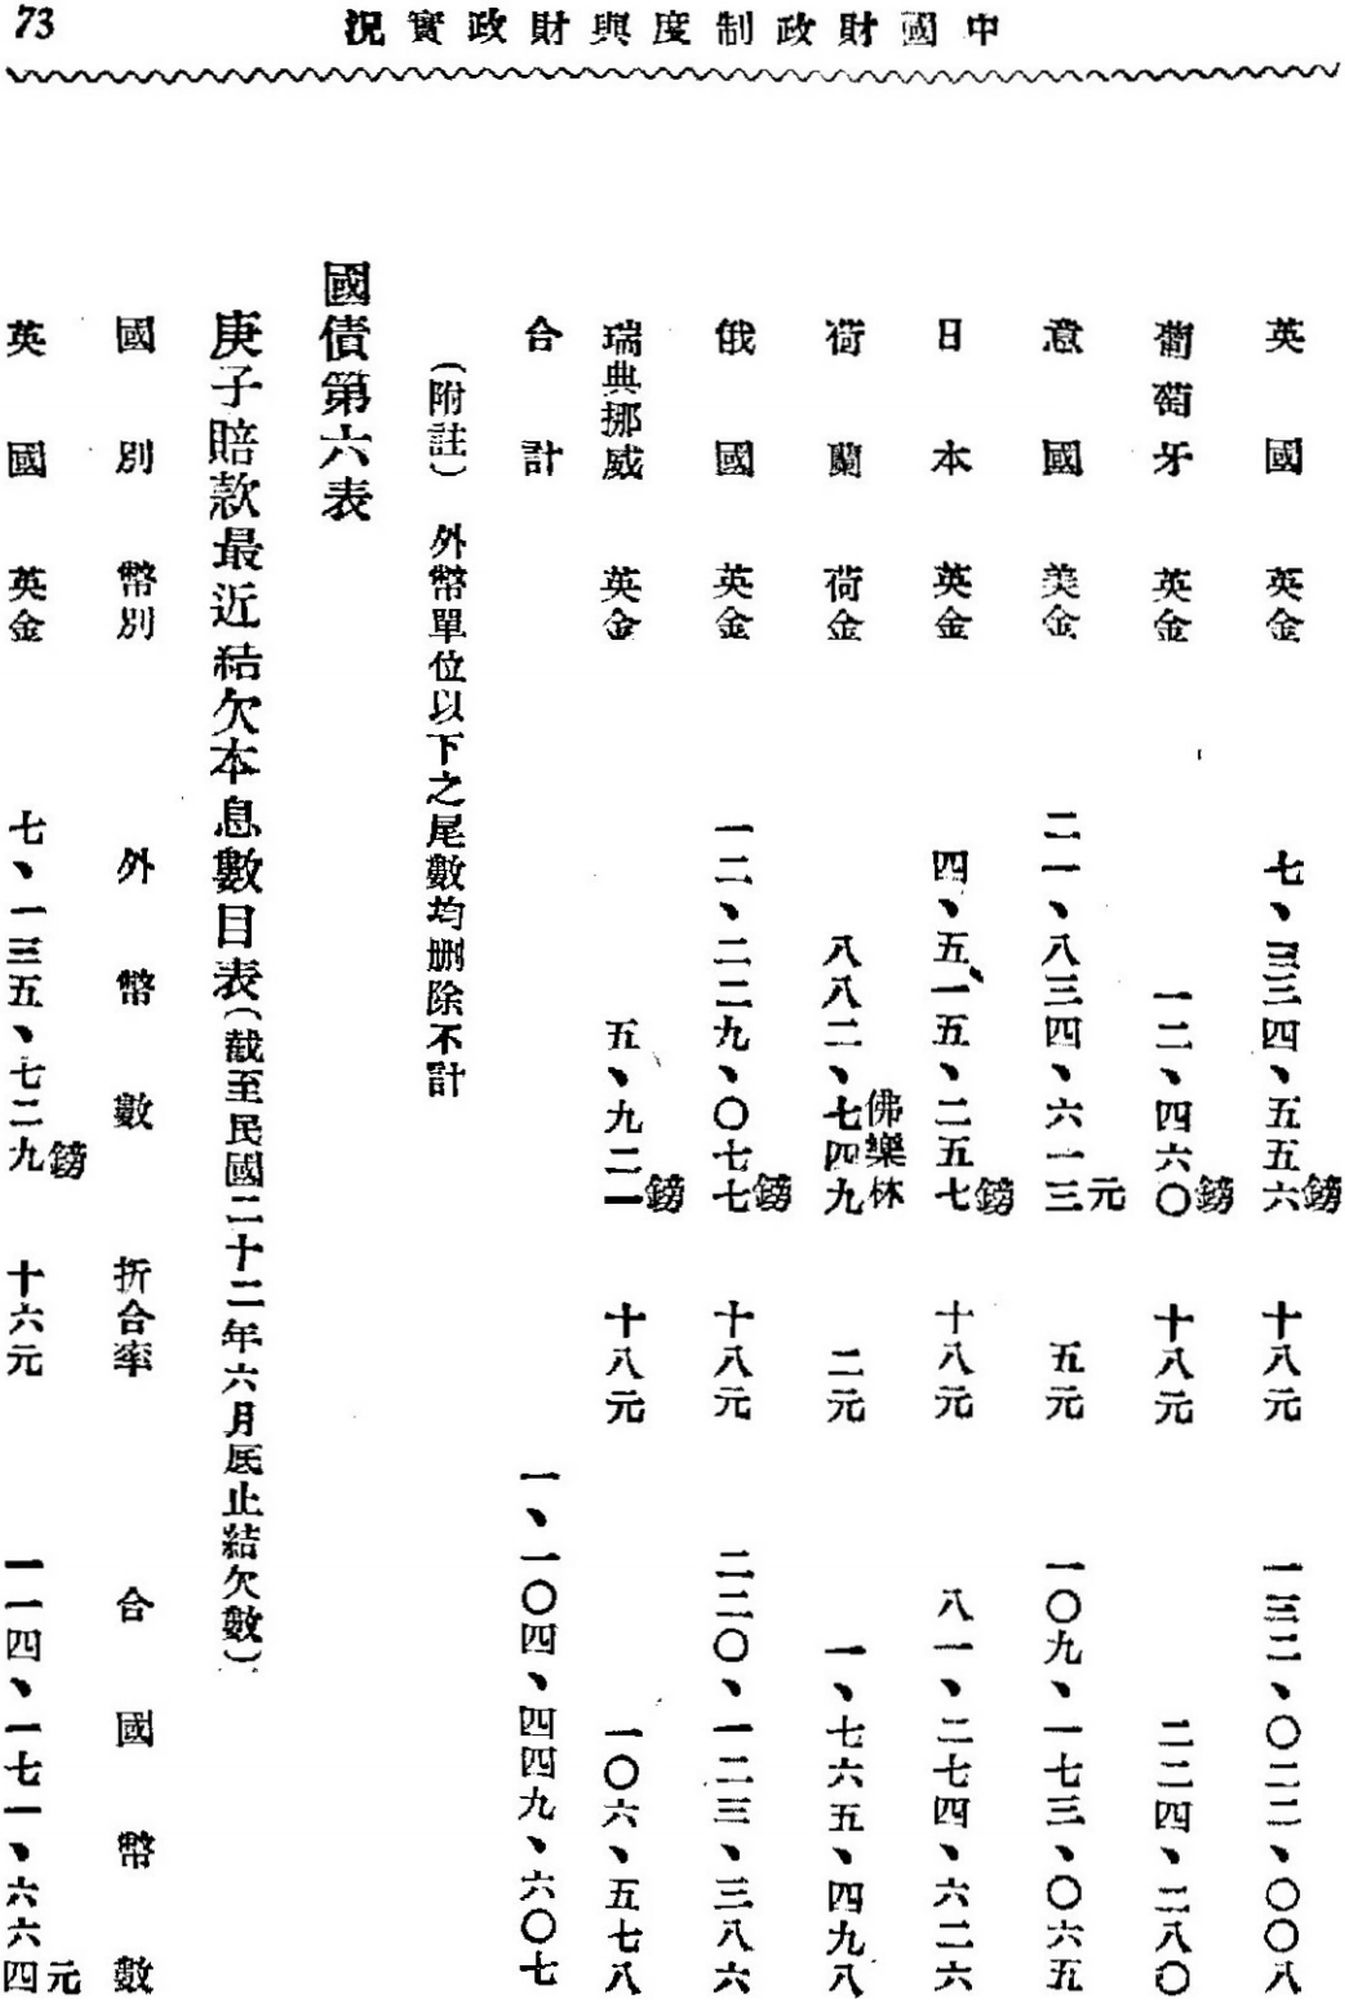 中國財政制度與財政實況
73
英國 英金 七、三三四、五五六鎊 十八元 一三二、〇二二、〇〇八
葡萄牙 英金 一二、四六〇鎊 十八元 二二四、二八〇
意國 美金 二一、八三四、六一三元 五元 一〇九、一七三、〇六五
日本 英金 四、五一五、二五七鎊 十八元 八一、二七四、六二六
荷蘭 荷金 八八二、七四九佛樂林 二元 一、七六五、四九八
俄國 英金 一二、二二九、〇七七鎊 十八元 二二〇、一二三、三八六
瑞典挪威 英金 五、九二一鎊 十八元 一〇六、五七八
合計 一、一〇四、四四九、六〇七
(附註) 外幣單位以下之尾數均刪除不計
國債第六表
庚子賠款最近結欠本息數目表(截至民國二十二年六月底止結欠數)
國別 幣別 外幣數 折合率 合國幣數
英國 英金 七、一三五、七二九鎊 十六元 一一四、一七一、六六四元